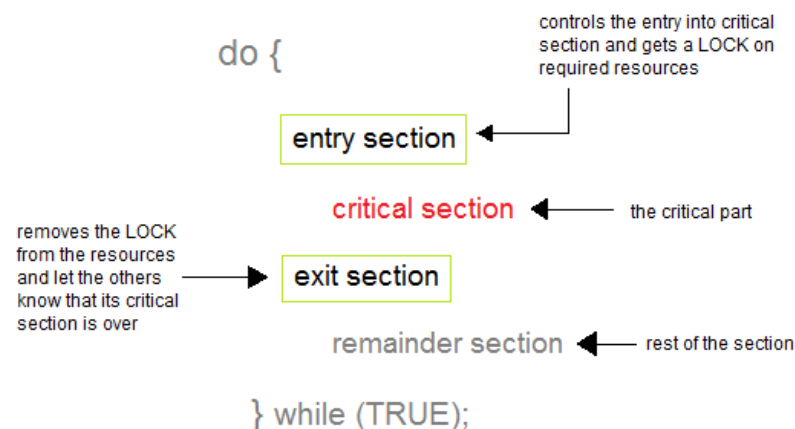 controls the entry into critical
section and gets a LOCK on
required resources
do {
entry section
critical section
the critical part
removes the LOCK
from the resources
and let the others
know that its critical
section is over
exit section
remainder section
rest of the section
} while (TRUE);